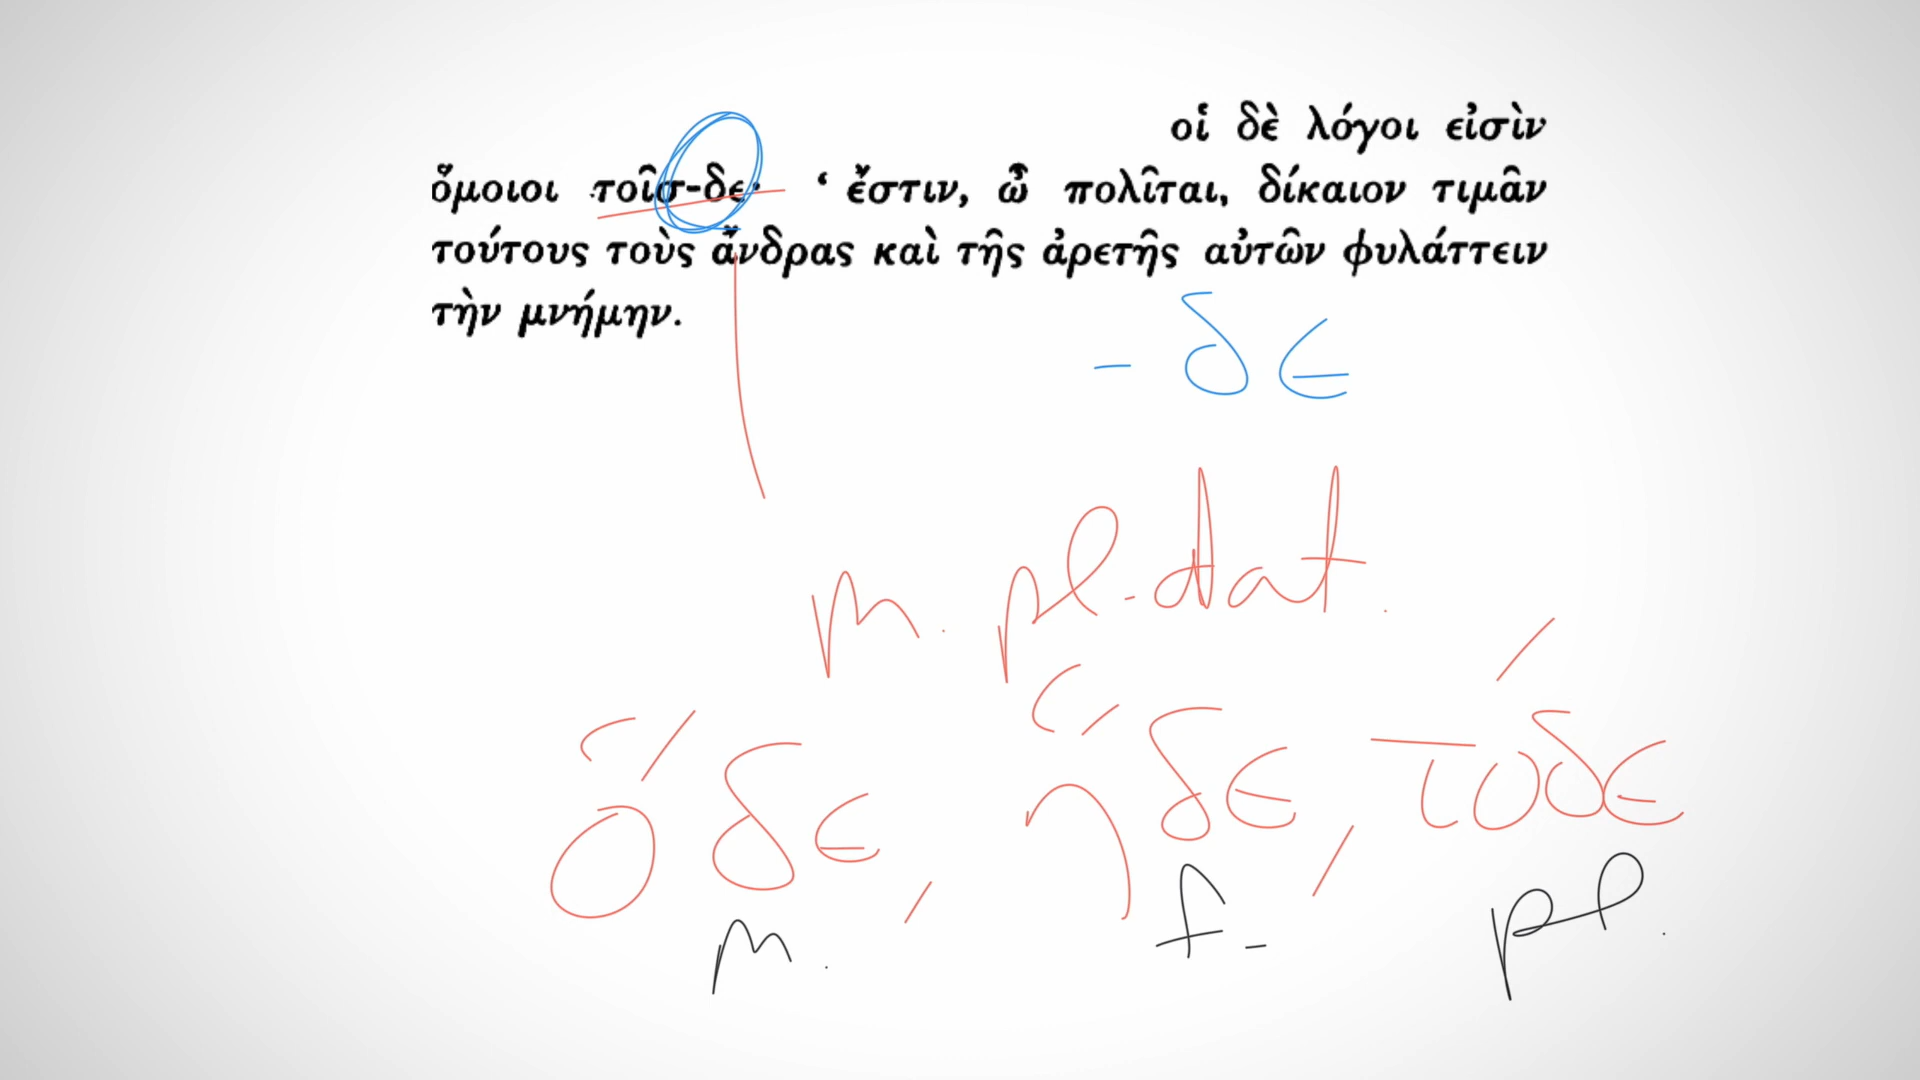 οἱ δὲ λόγοι εἰσὶν
ὅμοιοι τοῖσ-δε· ‘ ἔστιν, ὦ πολῖται, δίκαιον τιμᾶν
τούτους τοὺς ἄνδρας καὶ τῆς ἀρετῆς αὐτῶν φυλάττειν
τὴν μνήμην.
- δε
m. pl. dat.
ὅδε, ἥδε, τόδε
m. f. pl.